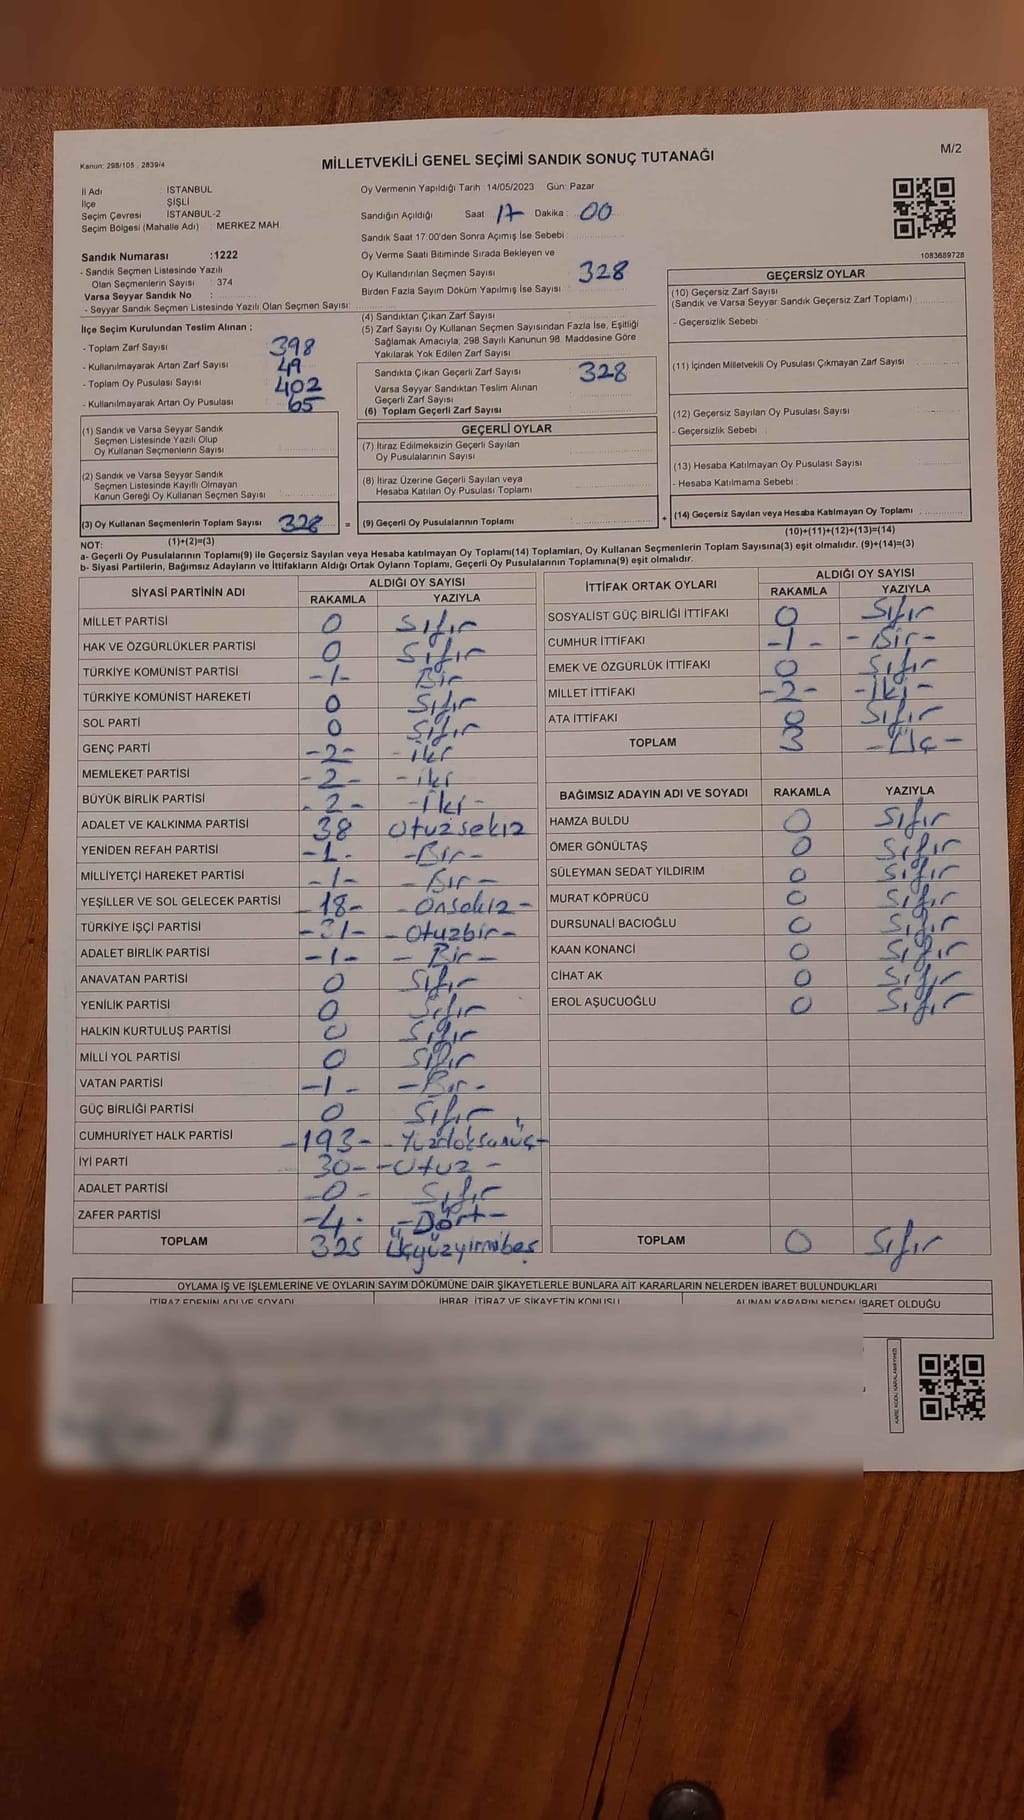 Kanun: 298/105 , 2839/4
MİLLETVEKİLİ GENEL SEÇİMİ SANDIK SONUÇ TUTANAĞI
M/2
İl Adı : İSTANBUL
İlçe : ŞİŞLİ
Seçim Çevresi : İSTANBUL-2
Seçim Bölgesi (Mahalle Adı) : MERKEZ MAH
Sandık Numarası :1222
- Sandık Seçmen Listesinde Yazılı
Olan Seçmenlerin Sayısı : 374
Varsa Seyyar Sandık No :
- Seyyar Sandık Seçmen Listesinde Yazılı Olan Seçmen Sayısı:
İlçe Seçim Kurulundan Teslim Alınan ;
- Toplam Zarf Sayısı 398
- Kullanılmayarak Artan Zarf Sayısı 49
- Toplam Oy Pusulası Sayısı 402
- Kullanılmayarak Artan Oy Pusulası 65
(1) Sandık ve Varsa Seyyar Sandık
Seçmen Listesinde Yazılı Olup
Oy Kullanan Seçmenlerin Sayısı
(2) Sandık ve Varsa Seyyar Sandık
Seçmen Listesinde Kayıtlı Olmayan
Kanun Gereği Oy Kullanan Seçmen Sayısı
(3) Oy Kullanan Seçmenlerin Toplam Sayısı 328
(1)+(2)=(3)
Oy Vermenin Yapıldığı Tarih : 14/05/2023 Gün: Pazar
Sandığın Açıldığı Saat 17 Dakika : 00
Sandık Saat 17:00'den Sonra Açımış İse Sebebi :
Oy Verme Saati Bitiminde Sırada Bekleyen ve
Oy Kullandırılan Seçmen Sayısı 328
Birden Fazla Sayım Döküm Yapılmış İse Sayısı :
(4) Sandıktan Çıkan Zarf Sayısı
(5) Zarf Sayısı Oy Kullanan Seçmen Sayısından Fazla İse, Eşitliği
Sağlamak Amacıyla; 298 Sayılı Kanunun 98. Maddesine Göre
Yakılarak Yok Edilen Zarf Sayısı
Sandıkta Çıkan Geçerli Zarf Sayısı : 328
Varsa Seyyar Sandıktan Teslim Alınan
Geçerli Zarf Sayısı
(6) Toplam Geçerli Zarf Sayısı
GEÇERLİ OYLAR
(7) İtiraz Edilmeksizin Geçerli Sayılan
Oy Pusulalarının Sayısı
(8) İtiraz Üzerine Geçerli Sayılan veya
Hesaba Katılan Oy Pusulası Toplamı
= (9) Geçerli Oy Pusulalarının Toplamı +
1083689728
GEÇERSİZ OYLAR
(10) Geçersiz Zarf Sayısı
(Sandık ve Varsa Seyyar Sandık Geçersiz Zarf Toplamı) :
- Geçersizlik Sebebi
(11) İçinden Milletvekili Oy Pusulası Çıkmayan Zarf Sayısı
(12) Geçersiz Sayılan Oy Pusulası Sayısı
- Geçersizlik Sebebi
(13) Hesaba Katılmayan Oy Pusulası Sayısı
- Hesaba Katılmama Sebebi :
(14) Geçersiz Sayılan veya Hesaba Katılmayan Oy Toplamı
(10)+(11)+(12)+(13)=(14)
NOT:
a- Geçerli Oy Pusulalarının Toplamı(9) ile Geçersiz Sayılan veya Hesaba katılmayan Oy Toplamı(14) Toplamları, Oy Kullanan Seçmenlerin Toplam Sayısına(3) eşit olmalıdır. (9)+(14)=(3)
b- Siyasi Partilerin, Bağımsız Adayların ve İttifakların Aldığı Ortak Oyların Toplamı, Geçerli Oy Pusulalarının Toplamına(9) eşit olmalıdır.
SİYASİ PARTİNİN ADI ALDIĞI OY SAYISI
RAKAMLA YAZIYLA
MİLLET PARTİSİ 0 Sıfır
HAK VE ÖZGÜRLÜKLER PARTİSİ 0 Sıfır
TÜRKİYE KOMÜNİST PARTİSİ -1- Bir
TÜRKİYE KOMÜNİST HAREKETİ 0 Sıfır
SOL PARTİ 0 Sıfır
GENÇ PARTİ -2- -iki
MEMLEKET PARTİSİ -2- -iki
BÜYÜK BİRLİK PARTİSİ -2- -İki-
ADALET VE KALKINMA PARTİSİ 38 Otuzsekiz
YENİDEN REFAH PARTİSİ -1- -Bir-
MİLLİYETÇİ HAREKET PARTİSİ -1- -Bir-
YEŞİLLER VE SOL GELECEK PARTİSİ -18- -Onsekiz-
TÜRKİYE İŞÇİ PARTİSİ -31- -Otuzbir-
ADALET BİRLİK PARTİSİ -1- -Bir-
ANAVATAN PARTİSİ 0 Sıfır
YENİLİK PARTİSİ 0 Sıfır
HALKIN KURTULUŞ PARTİSİ 0 Sıfır
MİLLİ YOL PARTİSİ 0 Sıfır
VATAN PARTİSİ -1- -Bir-
GÜÇ BİRLİĞİ PARTİSİ 0 Sıfır
CUMHURİYET HALK PARTİSİ -193- -Yüzdoksanüç-
İYİ PARTİ 30- -Otuz-
ADALET PARTİSİ -0- Sıfır
ZAFER PARTİSİ -4- -Dört-
TOPLAM 325 Üçyüzyirmibeş
İTTİFAK ORTAK OYLARI ALDIĞI OY SAYISI
RAKAMLA YAZIYLA
SOSYALİST GÜÇ BİRLİĞİ İTTİFAKI 0 Sıfır
CUMHUR İTTİFAKI -1- -Bir-
EMEK VE ÖZGÜRLÜK İTTİFAKI 0 Sıfır
MİLLET İTTİFAKI -2- -İki-
ATA İTTİFAKI 0 Sıfır
TOPLAM 3 -Üç-
BAĞIMSIZ ADAYIN ADI VE SOYADI RAKAMLA YAZIYLA
HAMZA BULDU 0 Sıfır
ÖMER GÖNÜLTAŞ 0 Sıfır
SÜLEYMAN SEDAT YILDIRIM 0 Sıfır
MURAT KÖPRÜCÜ 0 Sıfır
DURSUNALİ BACIOĞLU 0 Sıfır
KAAN KONANCİ 0 Sıfır
CİHAT AK 0 Sıfır
EROL AŞUCUOĞLU 0 Sıfır
TOPLAM 0 Sıfır
OYLAMA İŞ VE İŞLEMLERİNE VE OYLARIN SAYIM DÖKÜMÜNE DAİR ŞİKAYETLERLE BUNLARA AİT KARARLARIN NELERDEN İBARET BULUNDUKLARI
İTİRAZ EDENİN ADI VE SOYADI İHBAR, İTİRAZ VE ŞİKAYETİN KONUSU ALINAN KARARIN NEDEN İBARET OLDUĞU